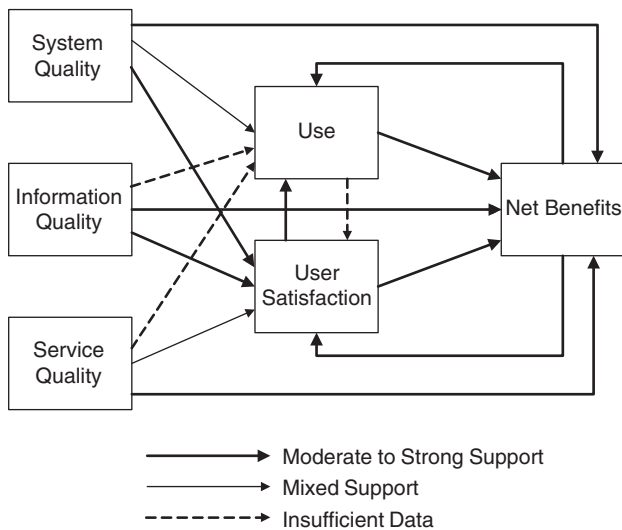 System
Quality
Use
Information
Quality
Net Benefits
User
Satisfaction
Service
Quality
Moderate to Strong Support
Mixed Support
Insufficient Data